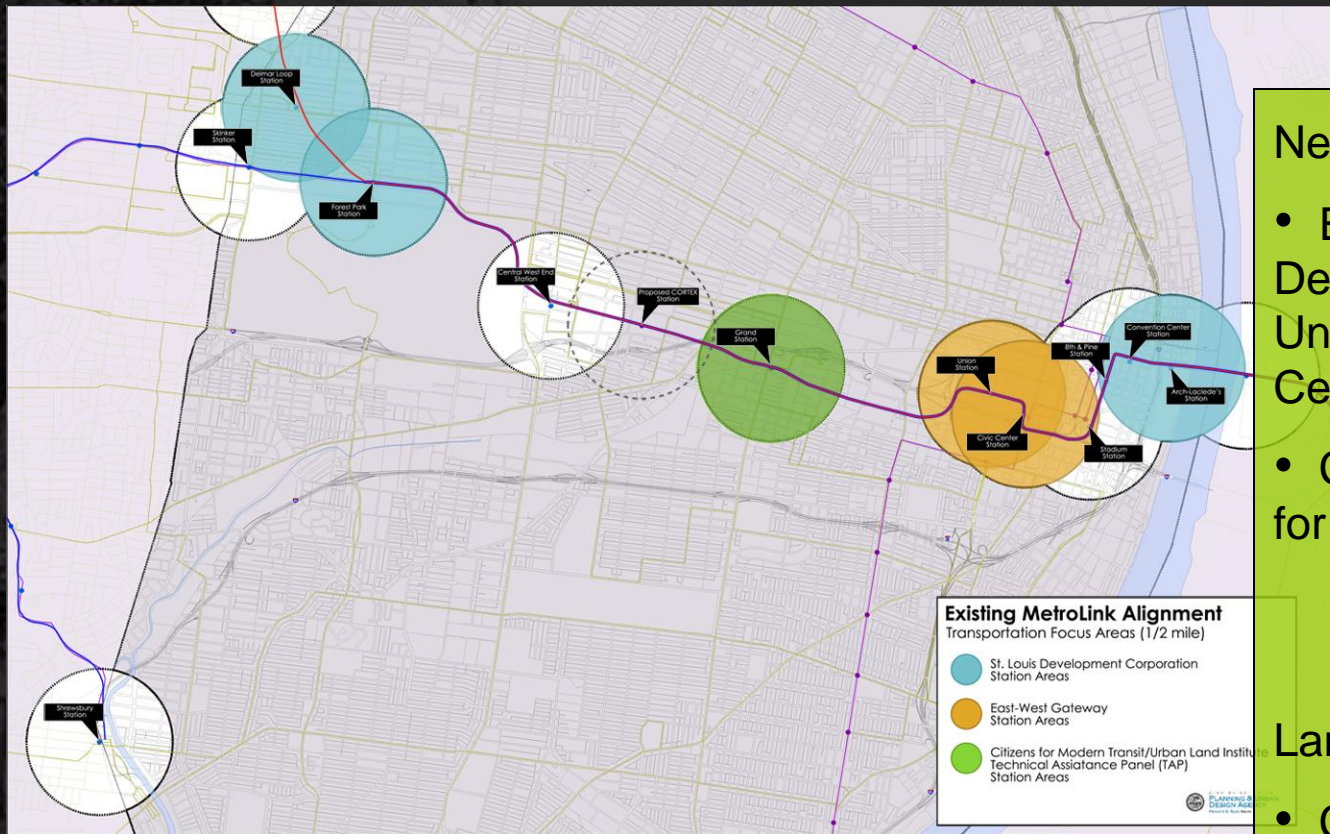 Delmar Loop
Station
Skinker
Station
Forest Park
Station
Central West End
Station
Proposed CORTEX
Station
Grand
Station
Union
Station
Civic Center
Station
8th & Pine
Station
Stadium
Station
Convention Center
Station
Arch-Laclede's
Station
Shrewsbury
Station
Existing MetroLink Alignment
Transportation Focus Areas (1/2 mile)
St. Louis Development Corporation
Station Areas
East-West Gateway
Station Areas
Citizens for Modern Transit/Urban Land Institute
Technical Assiatance Panel (TAP)
Station Areas
PLANNING & URBAN
DESIGN AGENCY
Ne
• E
De
Un
Ce
• C
for
Lar
• C